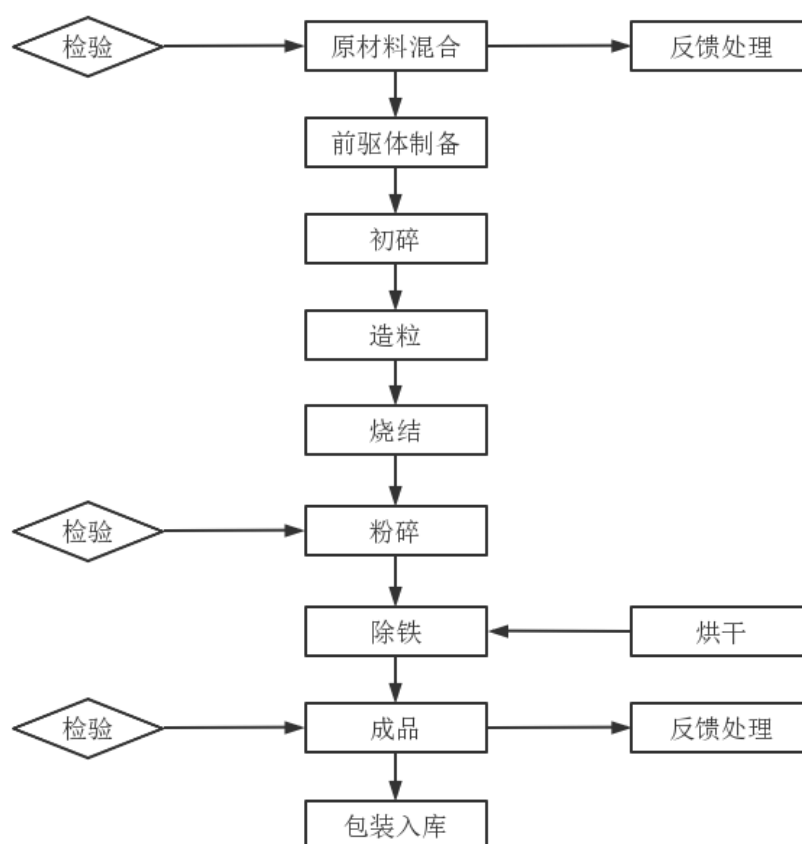 检验
原材料混合
反馈处理
前驱体制备
初碎
造粒
烧结
检验
粉碎
除铁
烘干
检验
成品
反馈处理
包装入库